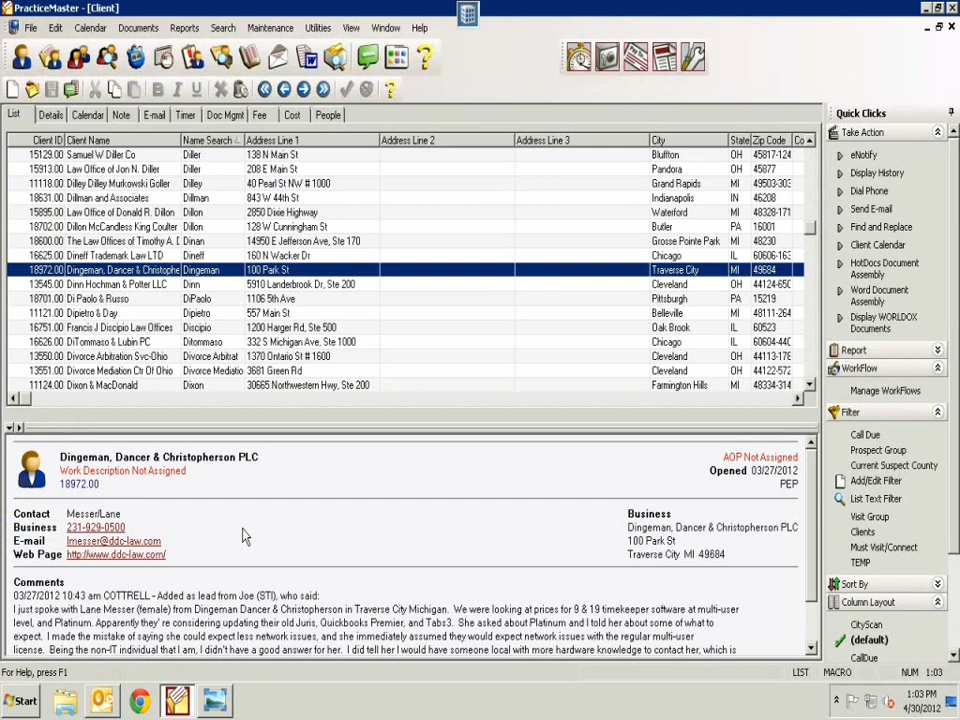 PracticeMaster - [Client]
File Edit Calendar Documents Reports Search Maintenance Utilities View Window Help
List Details Calendar Note E-mail Timer Doc Mgmt Fee Cost People
Client ID Client Name Name Search Address Line 1 Address Line 2 Address Line 3 City State Zip Code Co
15129.00 Samuel W Diller Co Diller 138 N Main St Bluffton OH 45817-124
15913.00 Law Office of Jon N. Diller Diller 208 E Main St Pandora OH 45877
11118.00 Dilley Dilley Murkowski Goller Dilley 40 Pearl St NW # 1000 Grand Rapids MI 49503-303
18631.00 Dillman and Associates Dillman 843 W 44th St Indianapolis IN 46208
15895.00 Law Office of Donald R. Dillon Dillon 2850 Dixie Highway Waterford MI 48328-171
18702.00 Dillon McCandless King Coulter Dillon 128 W Cunningham St Butler PA 16001
18600.00 The Law Offices of Timothy A. D Dinan 14950 E Jefferson Ave, Ste 170 Grosse Pointe Park MI 48230
16625.00 Dineff Trademark Law LTD Dineff 160 N Wacker Dr Chicago IL 60606-163
18972.00 Dingeman, Dancer & Christophe Dingeman 100 Park St Traverse City MI 49684
13545.00 Dinn Hochman & Potter LLC Dinn 5910 Landerbrook Dr, Ste 200 Cleveland OH 44124-650
18701.00 Di Paolo & Russo DiPaolo 1106 5th Ave Pittsburgh PA 15219
11121.00 Dipietro & Day Dipietro 557 Main St Belleville MI 48111-264
16751.00 Francis J Discipio Law Offices Discipio 1200 Harger Rd, Ste 500 Oak Brook IL 60523
16626.00 DiTommaso & Lubin PC Ditommaso 332 S Michigan Ave, Ste 1000 Chicago IL 60604-440
13550.00 Divorce Arbitration Svc-Ohio Divorce Arbitrat 1370 Ontario St # 1600 Cleveland OH 44113-178
13551.00 Divorce Mediation Ctr Of Ohio Divorce Mediatio 3681 Green Rd Cleveland OH 44122-572
11124.00 Dixon & MacDonald Dixon 30665 Northwestern Hwy, Ste 200 Farmington Hills MI 48334-314
Dingeman, Dancer & Christopherson PLC
Work Description Not Assigned
18972.00
AOP Not Assigned
Opened 03/27/2012
PEP
Contact Messer/Lane
Business 231-929-0500
E-mail lmesser@ddc-law.com
Web Page http://www.ddc-law.com/
Business
Dingeman, Dancer & Christopherson PLC
100 Park St
Traverse City MI 49684
Comments
03/27/2012 10:43 am COTTRELL - Added as lead from Joe (STI), who said:
I just spoke with Lane Messer (female) from Dingeman Dancer & Christopherson in Traverse City Michigan. We were looking at prices for 9 & 19 timekeeper software at multi-user
level, and Platinum. Apparently they're considering updating their old Juris, Quickbooks Premier, and Tabs3. She asked about Platinum and I told her about some of what to
expect. I made the mistake of saying she could expect less network issues, and she immediately assumed they would expect network issues with the regular multi-user
license. Being the non-IT individual that I am, I didn't have a good answer for her. I did tell her I would have someone local with more hardware knowledge to contact her, which is
Quick Clicks
Take Action
eNotify
Display History
Dial Phone
Send E-mail
Find and Replace
Client Calendar
HotDocs Document
Assembly
Word Document
Assembly
Display WORLDOX
Documents
Report
WorkFlow
Manage WorkFlows
Filter
Call Due
Prospect Group
Current Suspect County
Add/Edit Filter
List Text Filter
Visit Group
Clients
Must Visit/Connect
TEMP
Sort By
Column Layout
CityScan
(default)
CallDue
For Help, press F1 LIST MACRO NUM 1:03
Start
1:03 PM
4/30/2012